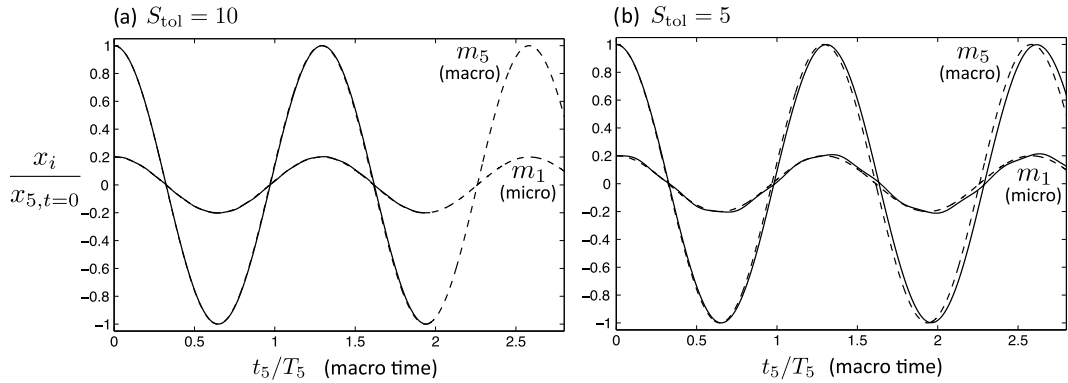 (a) S_tol = 10
x_i / x_5,t=0
1
0.8
0.6
0.4
0.2
0
−0.2
−0.4
−0.6
−0.8
−1
m_5
(macro)
m_1
(micro)
0 0.5 1 1.5 2 2.5
t_5/T_5 (macro time)
(b) S_tol = 5
1
0.8
0.6
0.4
0.2
0
−0.2
−0.4
−0.6
−0.8
−1
m_5
(macro)
m_1
(micro)
0 0.5 1 1.5 2 2.5
t_5/T_5 (macro time)